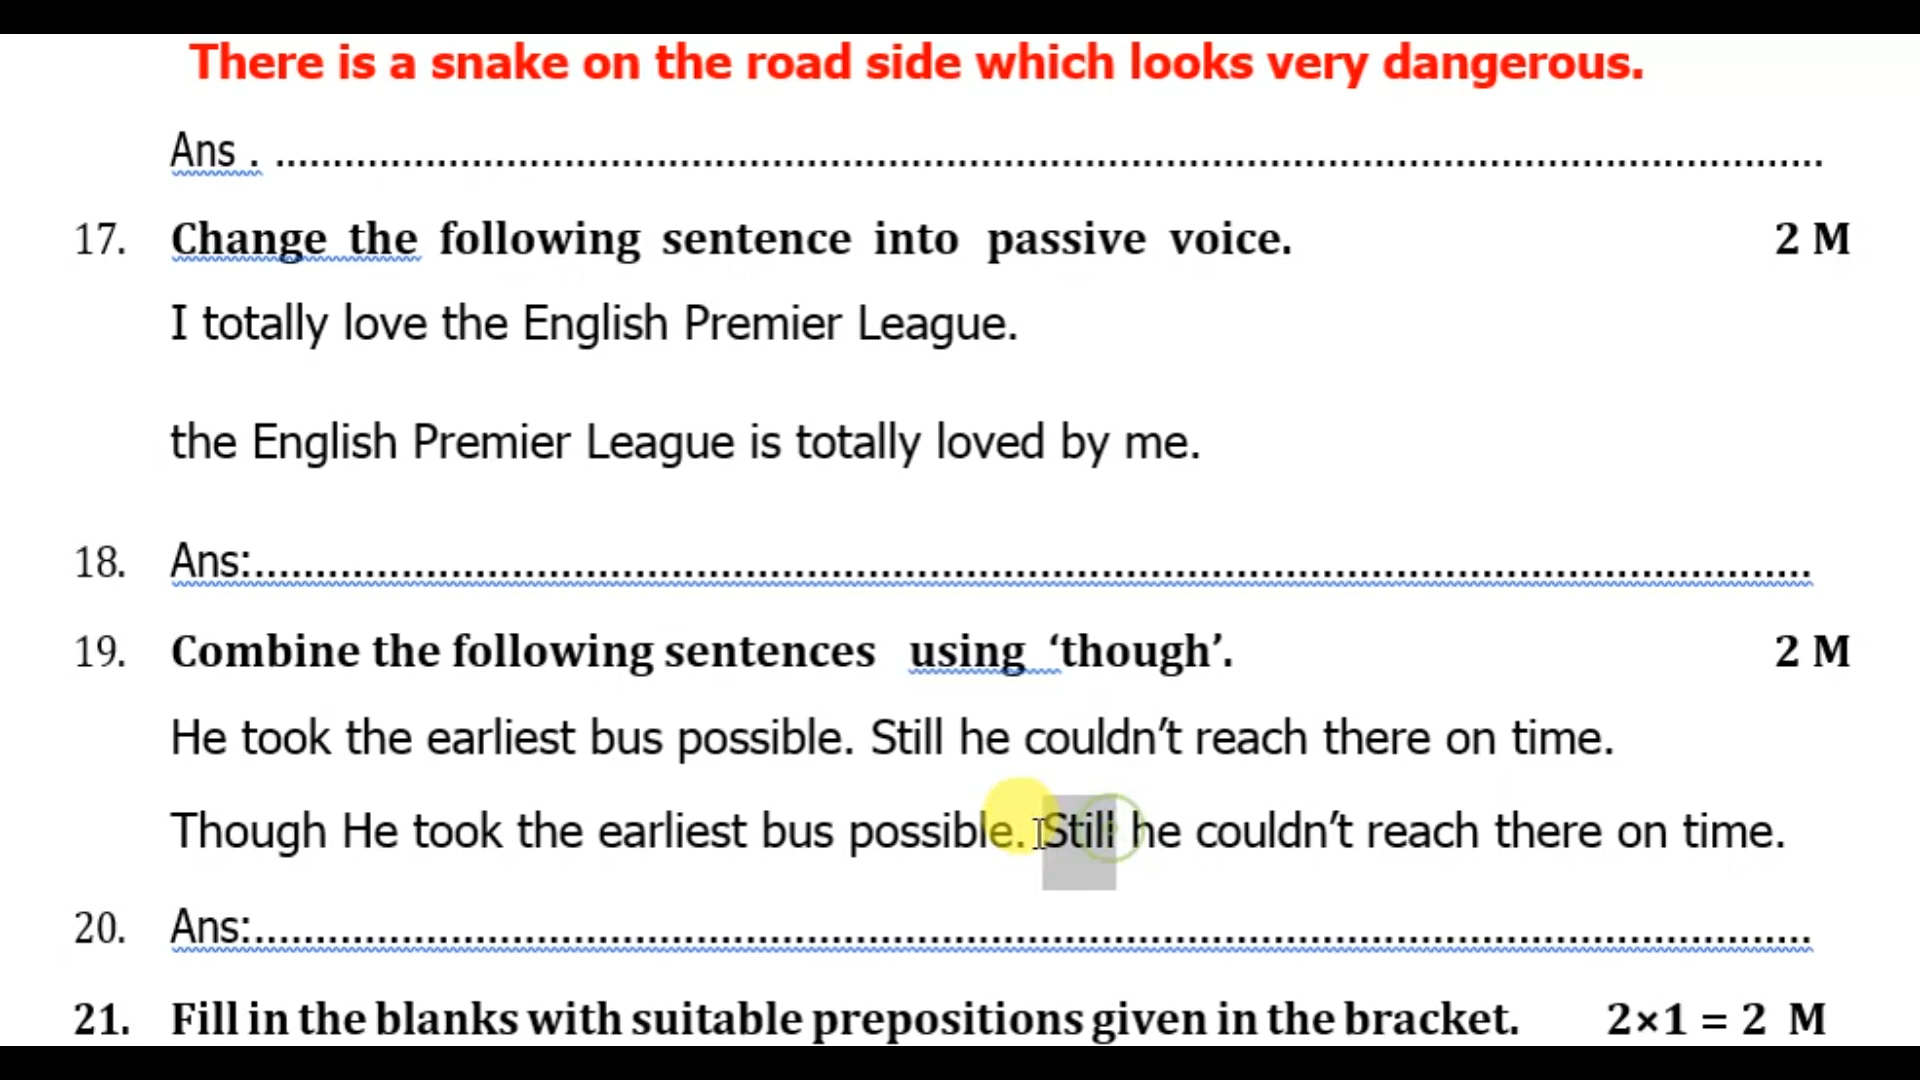 There is a snake on the road side which looks very dangerous.
Ans . ........................................................................................................................................
17. Change the following sentence into passive voice. 2 M
I totally love the English Premier League.
the English Premier League is totally loved by me.
18. Ans:.......................................................................................................................................
19. Combine the following sentences using ‘though’. 2 M
He took the earliest bus possible. Still he couldn’t reach there on time.
Though He took the earliest bus possible. Still he couldn’t reach there on time.
20. Ans:.......................................................................................................................................
21. Fill in the blanks with suitable prepositions given in the bracket. 2×1 = 2 M